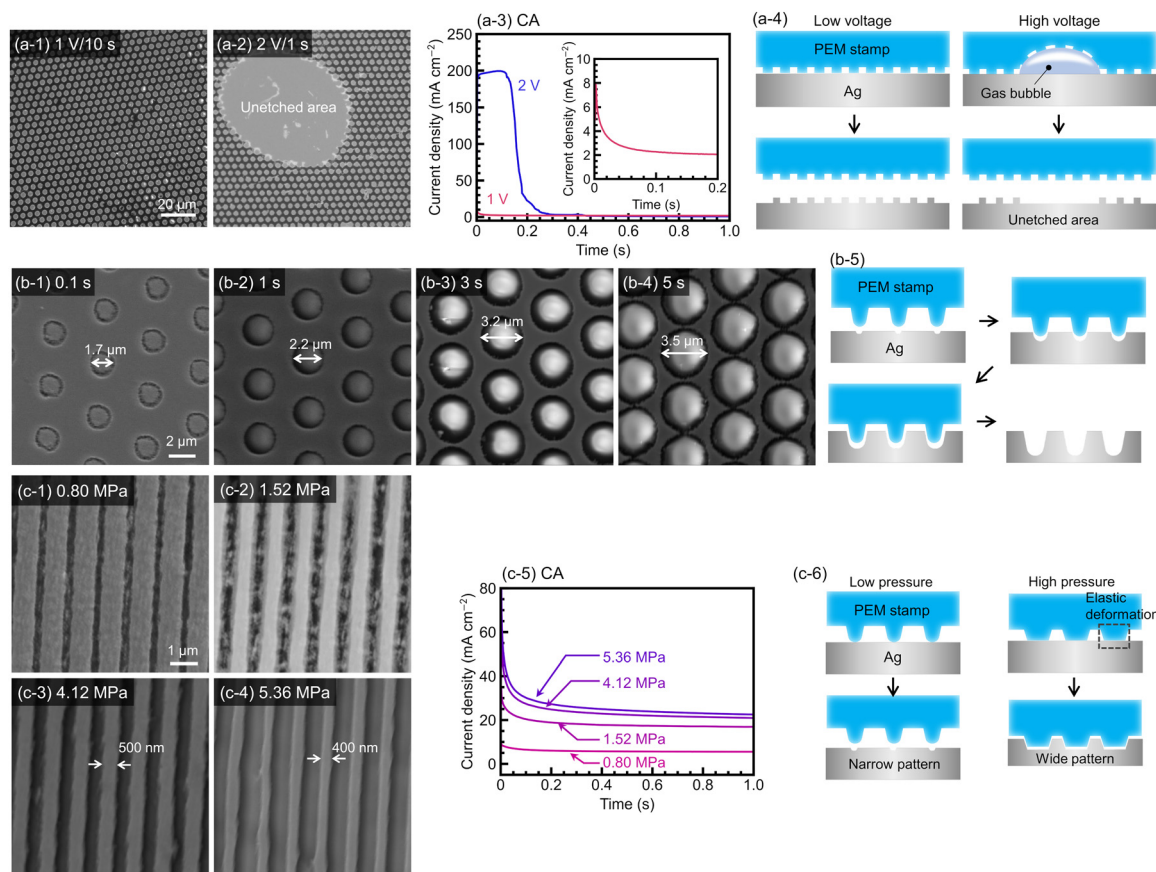 (a-1) 1 V/10 s
20 μm
(a-2) 2 V/1 s
Unetched area
(a-3) CA
Current density (mA cm⁻²)
250
200
150
100
50
0
2 V
1 V
0 0.2 0.4 0.6 0.8 1.0
Time (s)
Current density (mA cm⁻²)
10
8
6
4
2
0
0 0.1 0.2
Time (s)
(a-4)
Low voltage
High voltage
PEM stamp
Ag
Gas bubble
Unetched area
(b-1) 0.1 s
1.7 μm
2 μm
(b-2) 1 s
2.2 μm
(b-3) 3 s
3.2 μm
(b-4) 5 s
3.5 μm
(b-5)
PEM stamp
Ag
(c-1) 0.80 MPa
1 μm
(c-2) 1.52 MPa
(c-3) 4.12 MPa
500 nm
(c-4) 5.36 MPa
400 nm
(c-5) CA
Current density (mA cm⁻²)
80
60
40
20
0
5.36 MPa
4.12 MPa
1.52 MPa
0.80 MPa
0 0.2 0.4 0.6 0.8 1.0
Time (s)
(c-6)
Low pressure
High pressure
PEM stamp
Elastic
deformation
Ag
Narrow pattern
Wide pattern